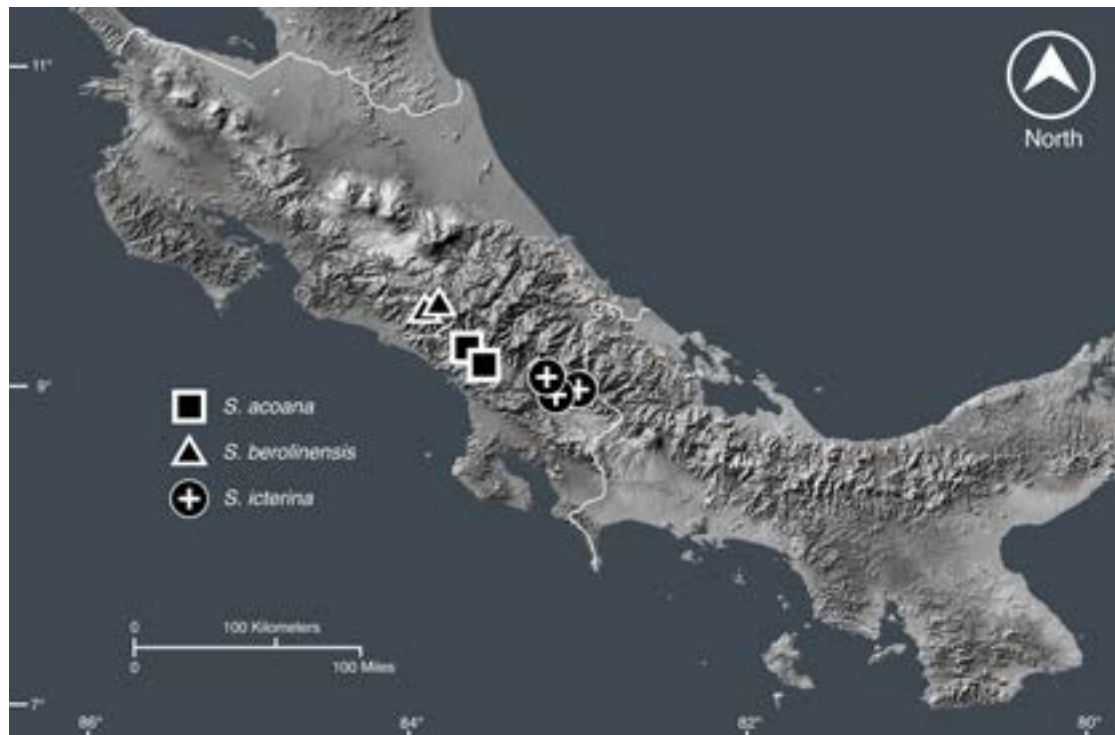 11°
North
9°
S. acoana
S. berolinensis
S. icterina
0 100 Kilometers
0 100 Miles
7°
86° 84° 82° 80°